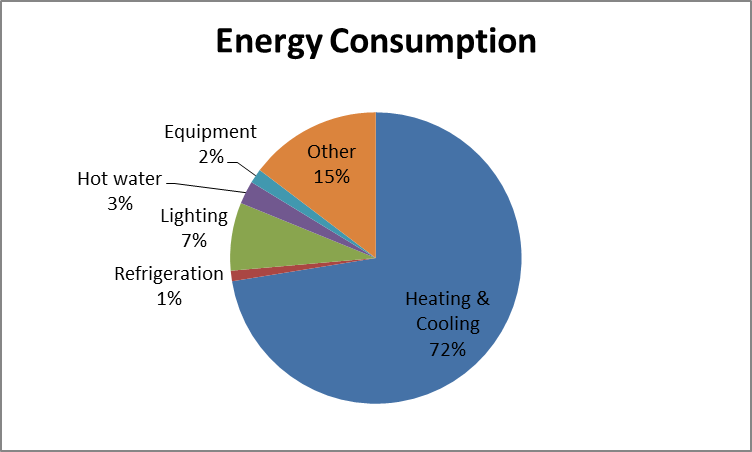 Energy Consumption
Equipment
2%
Other
15%
Hot water
3%
Lighting
7%
Refrigeration
1%
Heating &
Cooling
72%